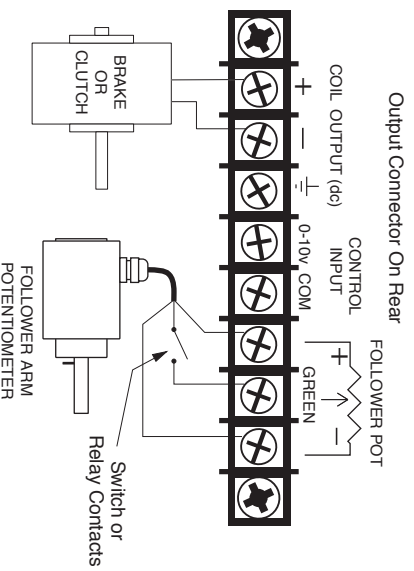 Output Connector On Rear
COIL OUTPUT (dc)
+
−
CONTROL
INPUT
0-10v
COM
FOLLOWER POT
+
GREEN
−
BRAKE
OR
CLUTCH
FOLLOWER ARM
POTENTIOMETER
Switch or
Relay Contacts